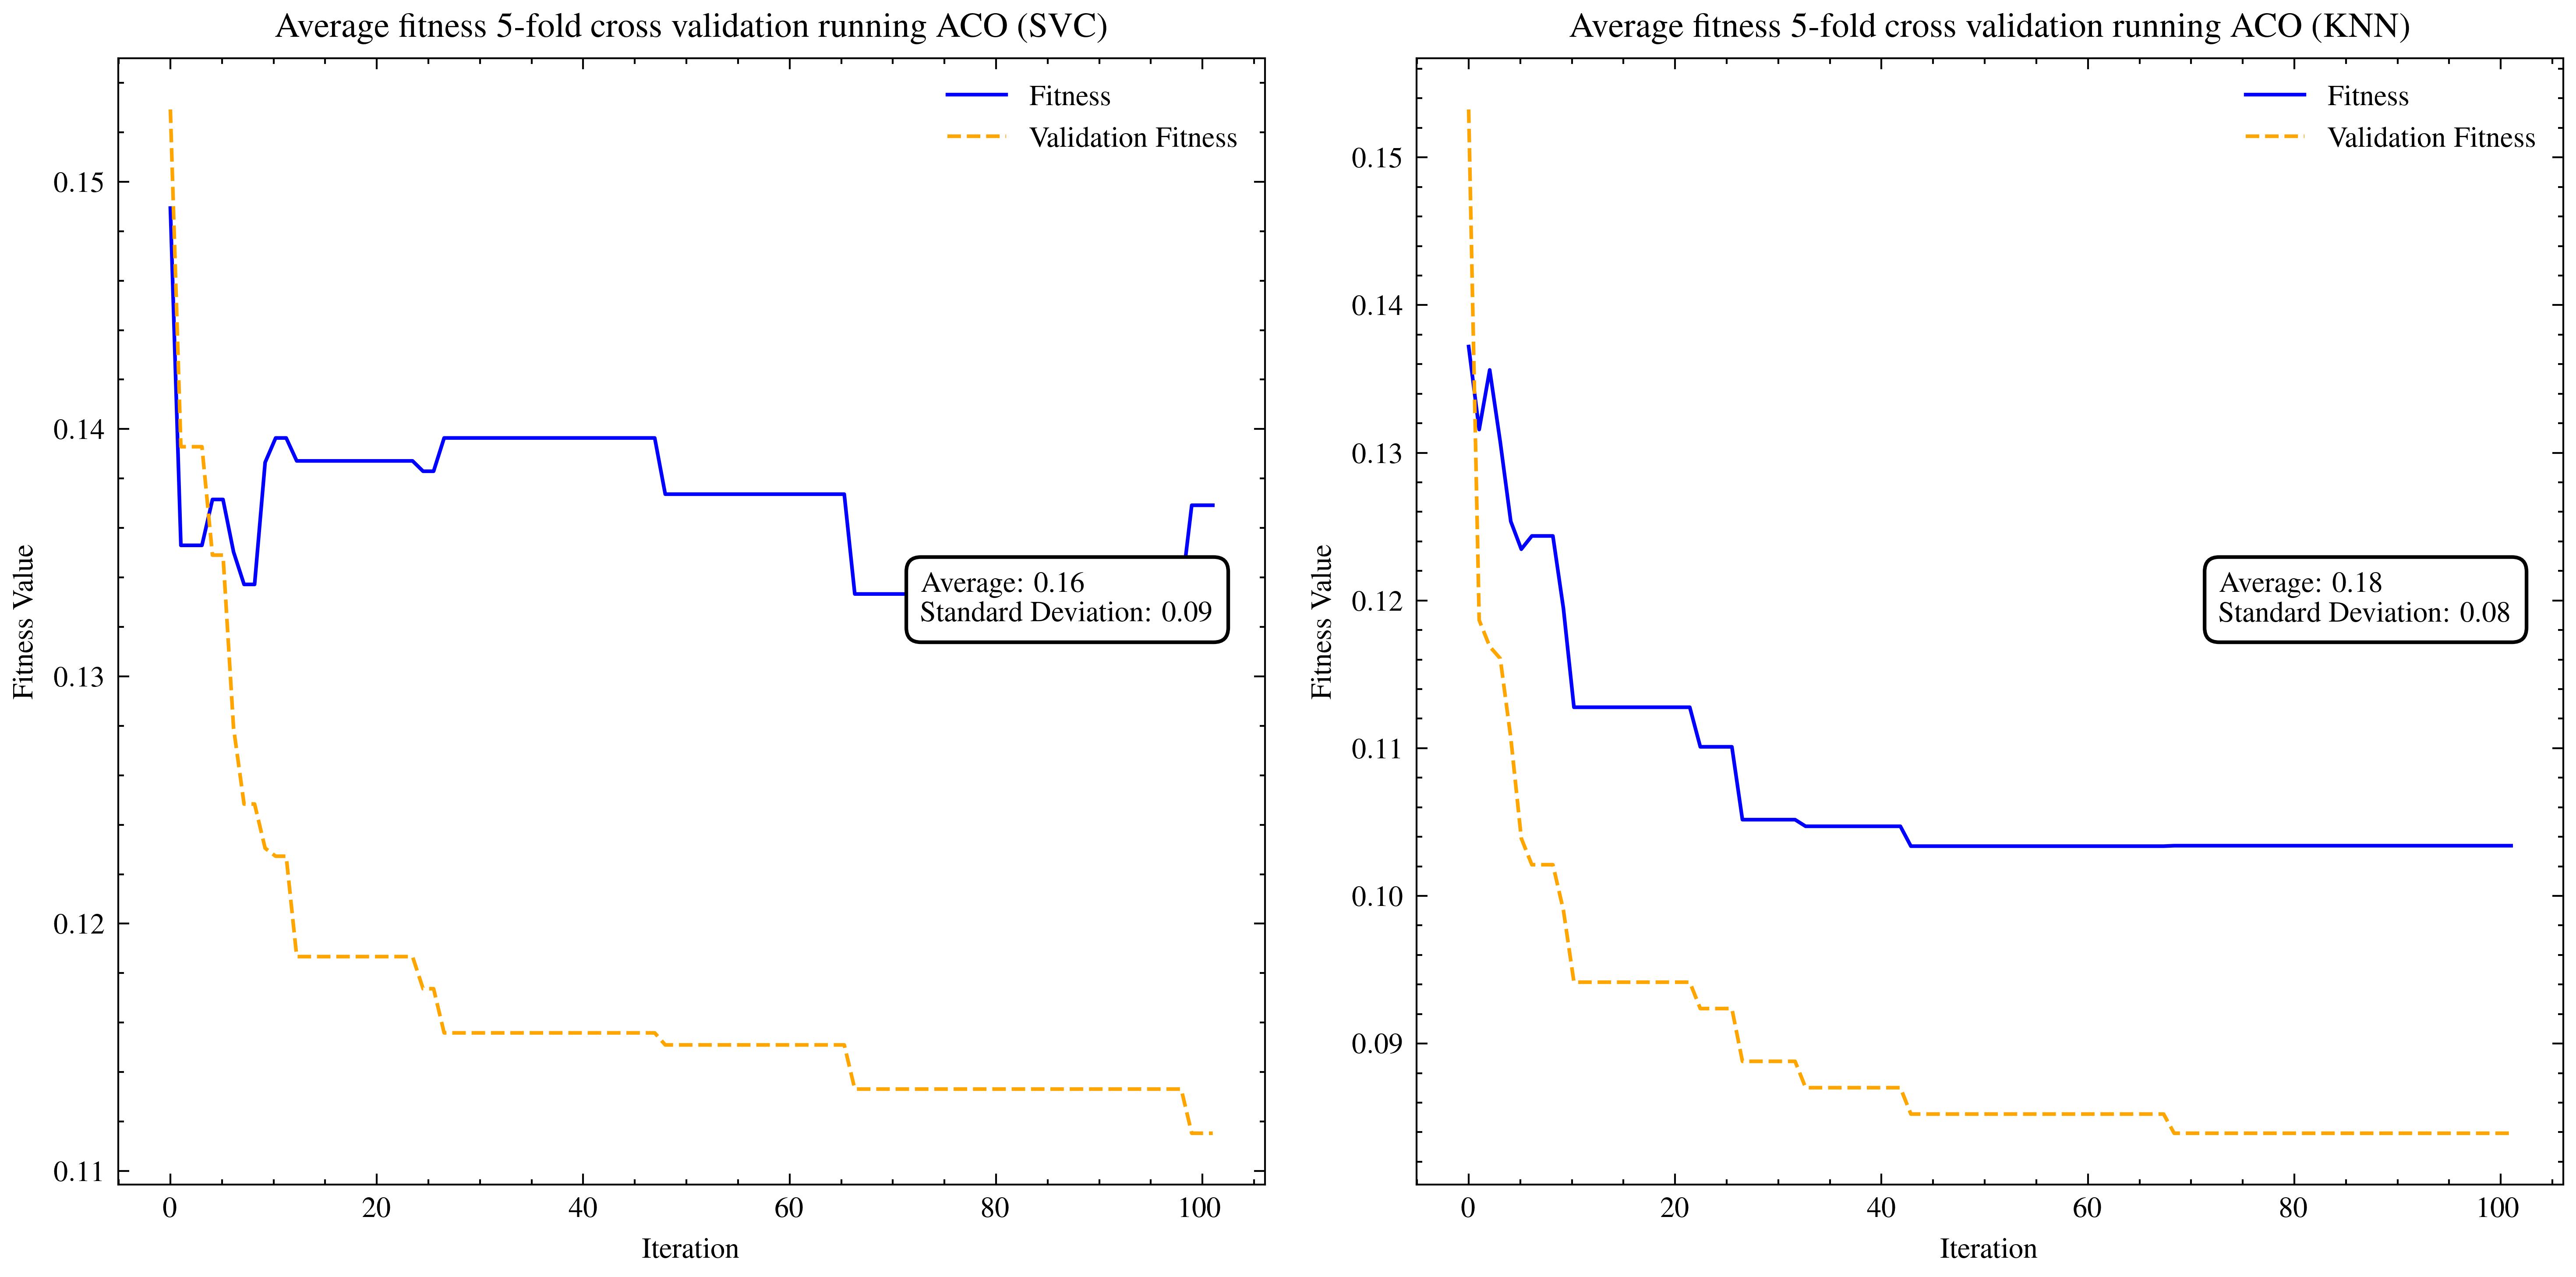 Average fitness 5-fold cross validation running ACO (SVC)
Fitness
Validation Fitness
0.15
0.14
0.13
0.12
0.11
Fitness Value
Average: 0.16
Standard Deviation: 0.09
0 20 40 60 80 100
Iteration
Average fitness 5-fold cross validation running ACO (KNN)
Fitness
Validation Fitness
0.15
0.14
0.13
0.12
0.11
0.10
0.09
Fitness Value
Average: 0.18
Standard Deviation: 0.08
0 20 40 60 80 100
Iteration